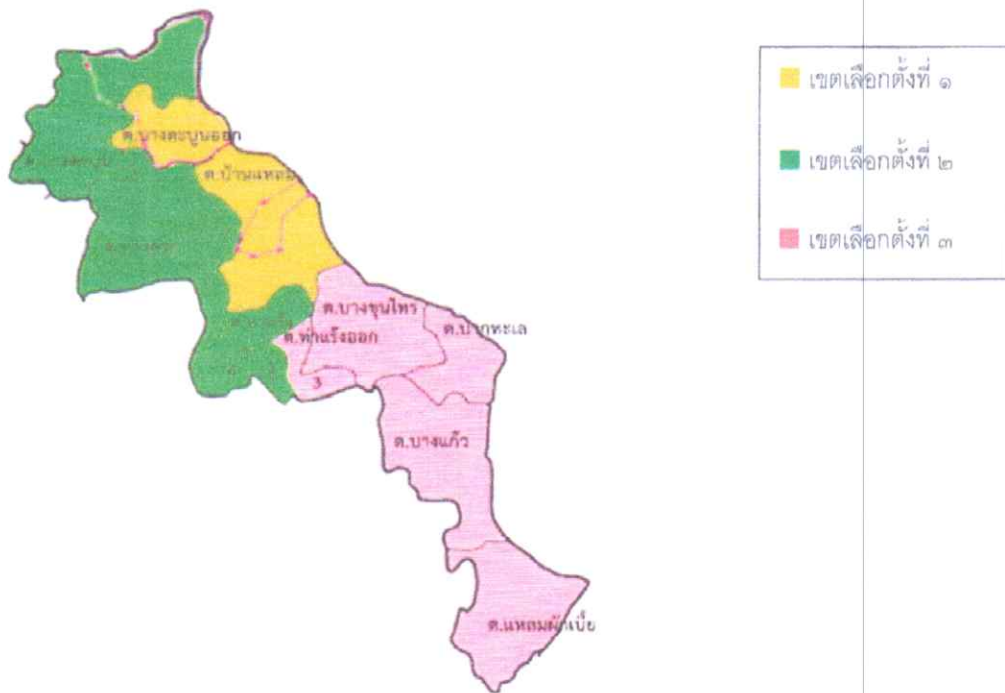 เขตเลือกตั้งที่ ๑
เขตเลือกตั้งที่ ๒
เขตเลือกตั้งที่ ๓
ต.บางตะบูนออก
ต.บ้านแหลม
ต.บางขุนไทร
ต.ปากทะเล
ต.ท่าแร้งออก
3
ต.บางแก้ว
ต.แหลมผักเบี้ย